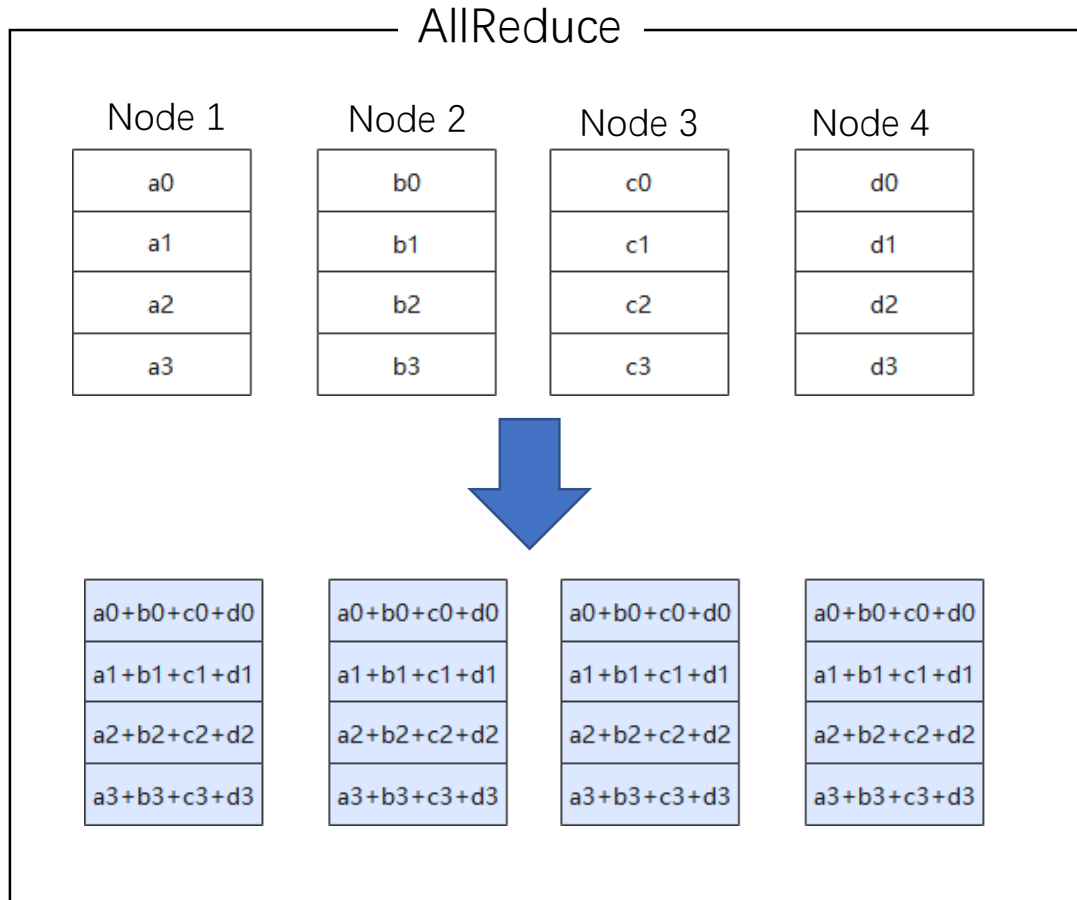 AllReduce
Node 1 Node 2 Node 3 Node 4
a0 b0 c0 d0
a1 b1 c1 d1
a2 b2 c2 d2
a3 b3 c3 d3
a0+b0+c0+d0 a0+b0+c0+d0 a0+b0+c0+d0 a0+b0+c0+d0
a1+b1+c1+d1 a1+b1+c1+d1 a1+b1+c1+d1 a1+b1+c1+d1
a2+b2+c2+d2 a2+b2+c2+d2 a2+b2+c2+d2 a2+b2+c2+d2
a3+b3+c3+d3 a3+b3+c3+d3 a3+b3+c3+d3 a3+b3+c3+d3